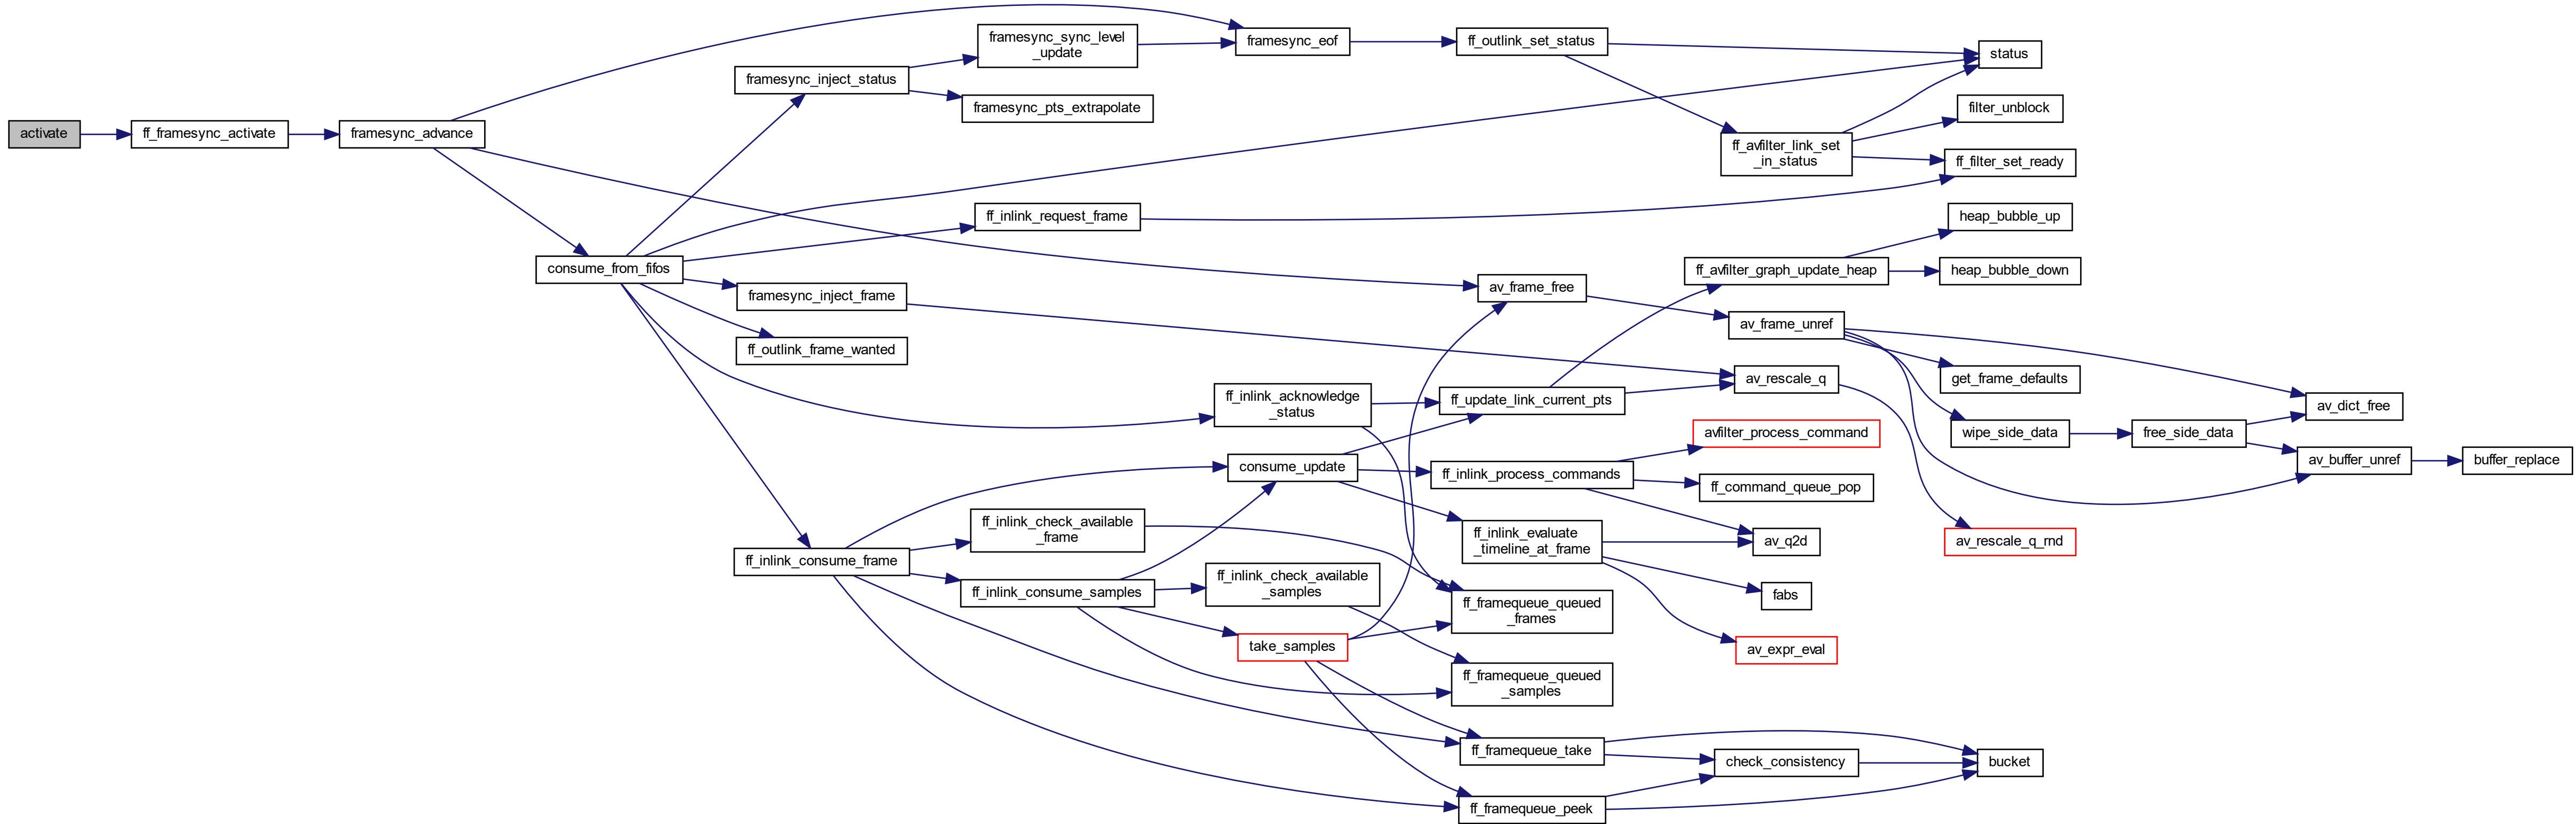 activate
ff_framesync_activate
framesync_advance
consume_from_fifos
framesync_inject_status
framesync_inject_frame
ff_outlink_frame_wanted
ff_inlink_consume_frame
framesync_sync_level
_update
framesync_pts_extrapolate
ff_inlink_request_frame
ff_inlink_check_available
_frame
ff_inlink_consume_samples
framesync_eof
ff_inlink_acknowledge
_status
consume_update
ff_inlink_check_available
_samples
take_samples
ff_outlink_set_status
av_frame_free
ff_update_link_current_pts
ff_inlink_process_commands
ff_inlink_evaluate
_timeline_at_frame
ff_framequeue_queued
_frames
ff_framequeue_queued
_samples
ff_framequeue_take
ff_framequeue_peek
ff_avfilter_link_set
_in_status
ff_avfilter_graph_update_heap
av_frame_unref
av_rescale_q
avfilter_process_command
ff_command_queue_pop
av_q2d
fabs
av_expr_eval
check_consistency
status
filter_unblock
ff_filter_set_ready
heap_bubble_up
heap_bubble_down
get_frame_defaults
wipe_side_data
av_rescale_q_rnd
bucket
free_side_data
av_dict_free
av_buffer_unref
buffer_replace